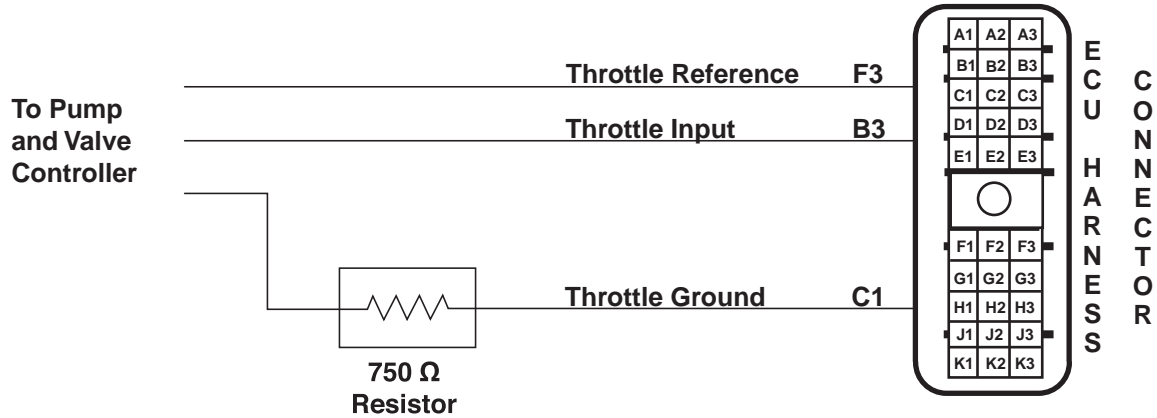 To Pump
and Valve
Controller
Throttle Reference F3
Throttle Input B3
Throttle Ground C1
750 Ω
Resistor
A1 A2 A3
B1 B2 B3
C1 C2 C3
D1 D2 D3
E1 E2 E3
F1 F2 F3
G1 G2 G3
H1 H2 H3
J1 J2 J3
K1 K2 K3
ECU HARNESS
CONNECTOR